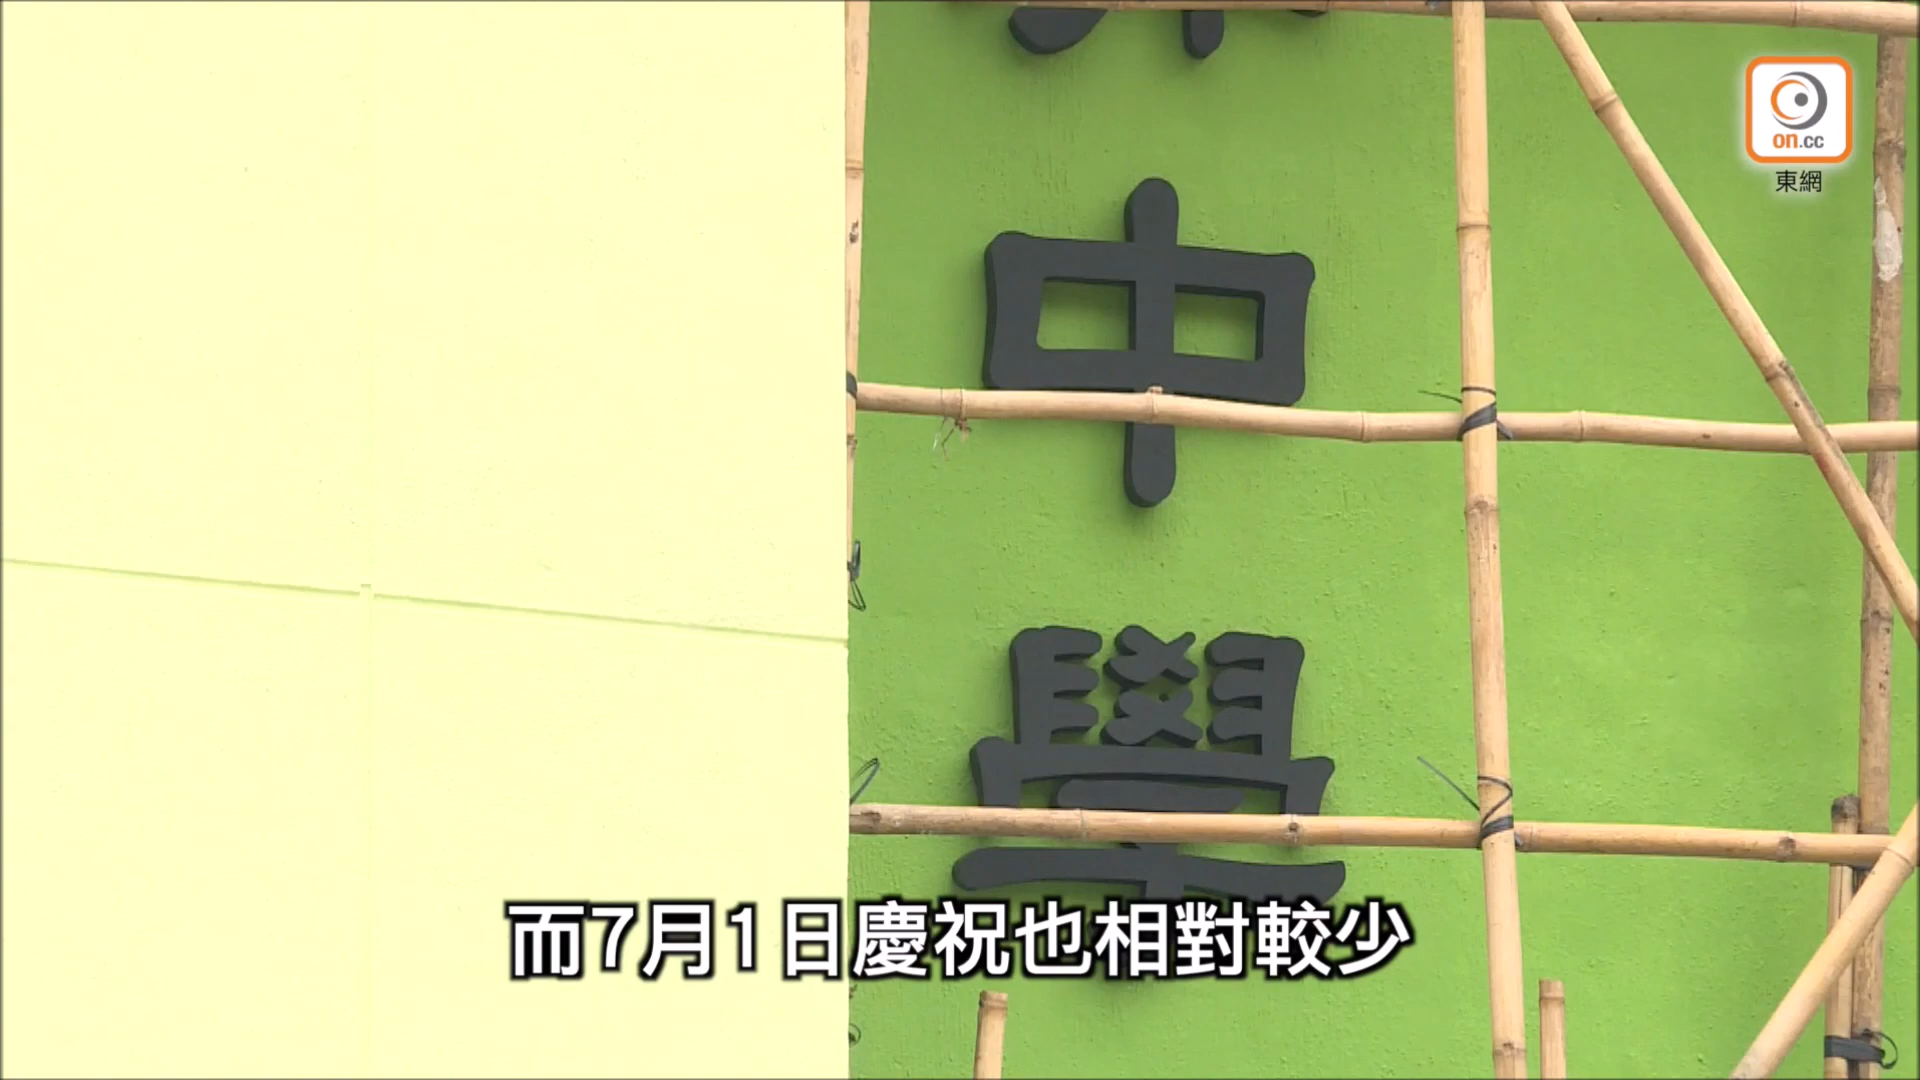 on.cc
東網
中
學
而7月1日慶祝也相對較少